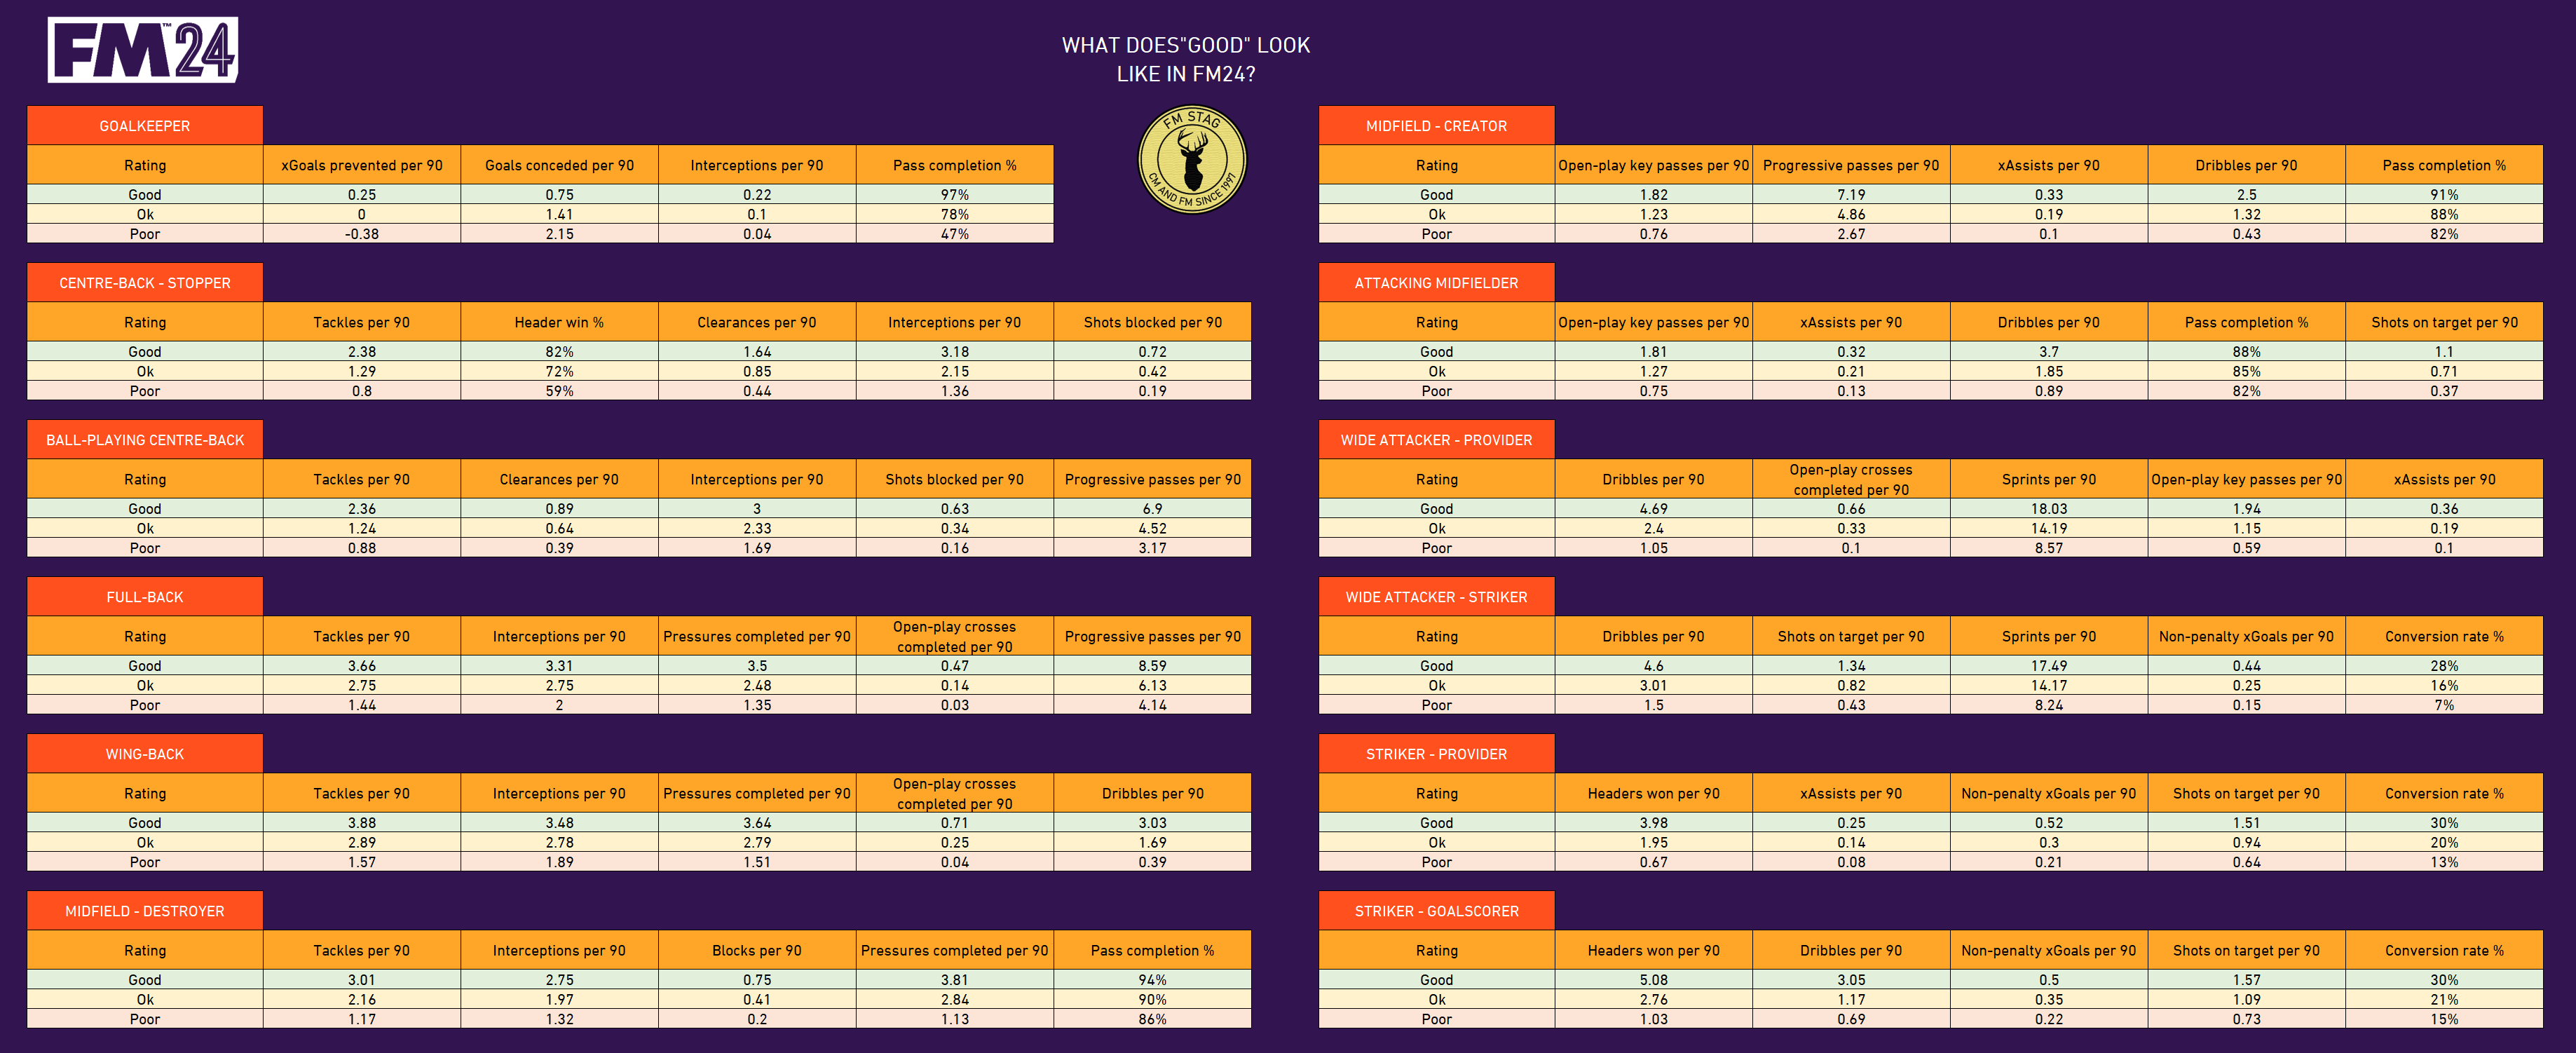 FM™24
WHAT DOES"GOOD" LOOK
LIKE IN FM24?
FM STAG
CM AND FM SINCE 1997
GOALKEEPER
Rating xGoals prevented per 90 Goals conceded per 90 Interceptions per 90 Pass completion %
Good 0.25 0.75 0.22 97%
Ok 0 1.41 0.1 78%
Poor -0.38 2.15 0.04 47%
CENTRE-BACK - STOPPER
Rating Tackles per 90 Header win % Clearances per 90 Interceptions per 90 Shots blocked per 90
Good 2.38 82% 1.64 3.18 0.72
Ok 1.29 72% 0.85 2.15 0.42
Poor 0.8 59% 0.44 1.36 0.19
BALL-PLAYING CENTRE-BACK
Rating Tackles per 90 Clearances per 90 Interceptions per 90 Shots blocked per 90 Progressive passes per 90
Good 2.36 0.89 3 0.63 6.9
Ok 1.24 0.64 2.33 0.34 4.52
Poor 0.88 0.39 1.69 0.16 3.17
FULL-BACK
Rating Tackles per 90 Interceptions per 90 Pressures completed per 90 Open-play crosses completed per 90 Progressive passes per 90
Good 3.66 3.31 3.5 0.47 8.59
Ok 2.75 2.75 2.48 0.14 6.13
Poor 1.44 2 1.35 0.03 4.14
WING-BACK
Rating Tackles per 90 Interceptions per 90 Pressures completed per 90 Open-play crosses completed per 90 Dribbles per 90
Good 3.88 3.48 3.64 0.71 3.03
Ok 2.89 2.78 2.79 0.25 1.69
Poor 1.57 1.89 1.51 0.04 0.39
MIDFIELD - DESTROYER
Rating Tackles per 90 Interceptions per 90 Blocks per 90 Pressures completed per 90 Pass completion %
Good 3.01 2.75 0.75 3.81 94%
Ok 2.16 1.97 0.41 2.84 90%
Poor 1.17 1.32 0.2 1.13 86%
MIDFIELD - CREATOR
Rating Open-play key passes per 90 Progressive passes per 90 xAssists per 90 Dribbles per 90 Pass completion %
Good 1.82 7.19 0.33 2.5 91%
Ok 1.23 4.86 0.19 1.32 88%
Poor 0.76 2.67 0.1 0.43 82%
ATTACKING MIDFIELDER
Rating Open-play key passes per 90 xAssists per 90 Dribbles per 90 Pass completion % Shots on target per 90
Good 1.81 0.32 3.7 88% 1.1
Ok 1.27 0.21 1.85 85% 0.71
Poor 0.75 0.13 0.89 82% 0.37
WIDE ATTACKER - PROVIDER
Rating Dribbles per 90 Open-play crosses completed per 90 Sprints per 90 Open-play key passes per 90 xAssists per 90
Good 4.69 0.66 18.03 1.94 0.36
Ok 2.4 0.33 14.19 1.15 0.19
Poor 1.05 0.1 8.57 0.59 0.1
WIDE ATTACKER - STRIKER
Rating Dribbles per 90 Shots on target per 90 Sprints per 90 Non-penalty xGoals per 90 Conversion rate %
Good 4.6 1.34 17.49 0.44 28%
Ok 3.01 0.82 14.17 0.25 16%
Poor 1.5 0.43 8.24 0.15 7%
STRIKER - PROVIDER
Rating Headers won per 90 xAssists per 90 Non-penalty xGoals per 90 Shots on target per 90 Conversion rate %
Good 3.98 0.25 0.52 1.51 30%
Ok 1.95 0.14 0.3 0.94 20%
Poor 0.67 0.08 0.21 0.64 13%
STRIKER - GOALSCORER
Rating Headers won per 90 Dribbles per 90 Non-penalty xGoals per 90 Shots on target per 90 Conversion rate %
Good 5.08 3.05 0.5 1.57 30%
Ok 2.76 1.17 0.35 1.09 21%
Poor 1.03 0.69 0.22 0.73 15%